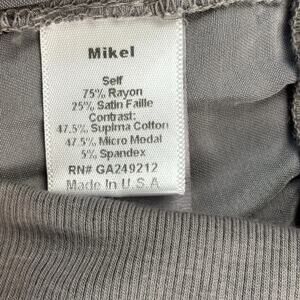 Mikel
Self
75% Rayon
25% Satin Faille
Contrast:
47.5% Supima Cotton
47.5% Micro Modal
5% Spandex
RN# GA249212
Made In U.S.A